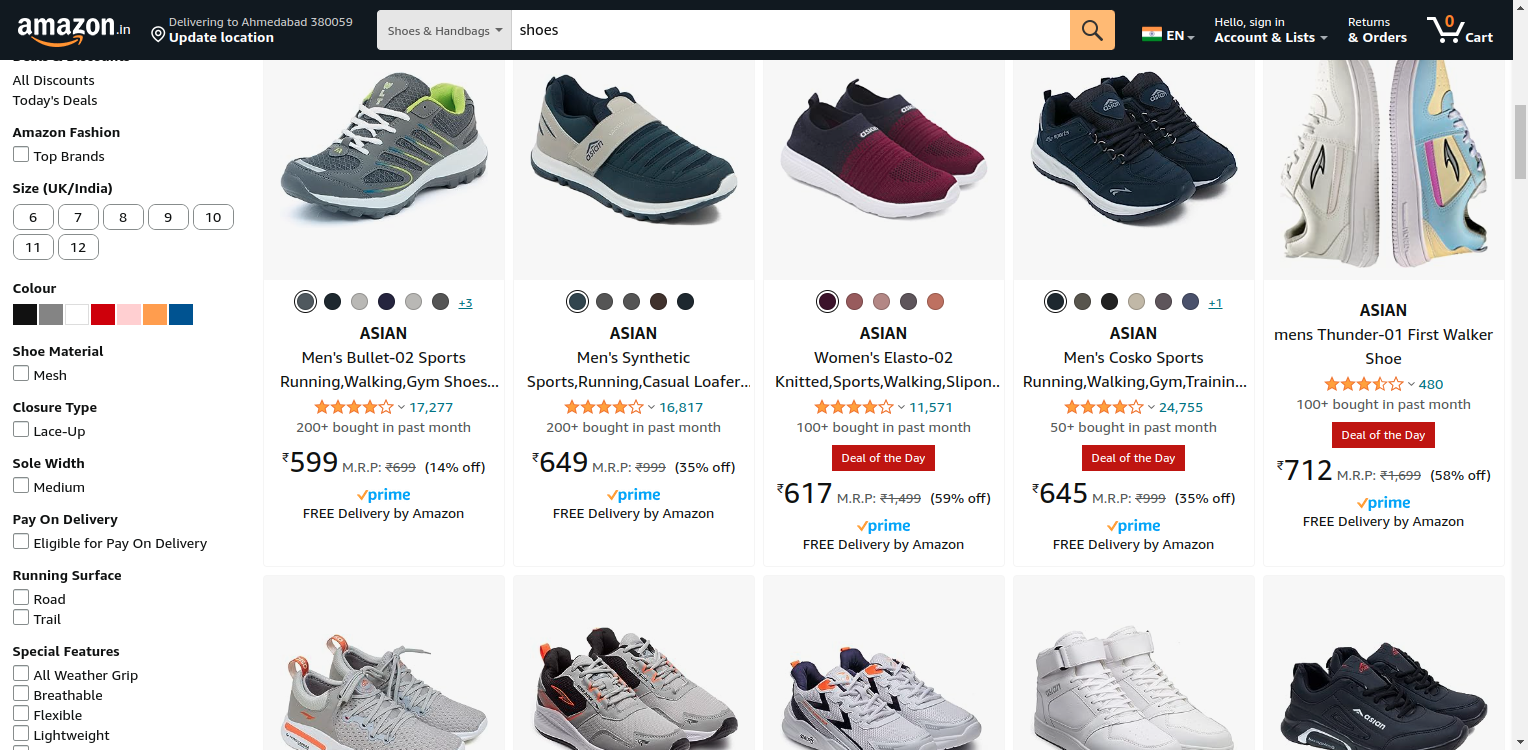 amazon.in
Delivering to Ahmedabad 380059
Update location
Shoes & Handbags
shoes
EN
Hello, sign in
Account & Lists
Returns
& Orders
0
Cart
Deals & Discounts
All Discounts
Today's Deals
Amazon Fashion
Top Brands
Size (UK/India)
6 7 8 9 10
11 12
Colour
Shoe Material
Mesh
Closure Type
Lace-Up
Sole Width
Medium
Pay On Delivery
Eligible for Pay On Delivery
Running Surface
Road
Trail
Special Features
All Weather Grip
Breathable
Flexible
Lightweight
+3
ASIAN
Men's Bullet-02 Sports
Running,Walking,Gym Shoes...
17,277
200+ bought in past month
₹599 M.R.P: ₹699 (14% off)
prime
FREE Delivery by Amazon
asian
ASIAN
Men's Synthetic
Sports,Running,Casual Loafer...
16,817
200+ bought in past month
₹649 M.R.P: ₹999 (35% off)
prime
FREE Delivery by Amazon
ASIAN
Women's Elasto-02
Knitted,Sports,Walking,Slipon..
11,571
100+ bought in past month
Deal of the Day
₹617 M.R.P: ₹1,499 (59% off)
prime
FREE Delivery by Amazon
asian
+1
ASIAN
Men's Cosko Sports
Running,Walking,Gym,Trainin...
24,755
50+ bought in past month
Deal of the Day
₹645 M.R.P: ₹999 (35% off)
prime
FREE Delivery by Amazon
ASIAN
mens Thunder-01 First Walker
Shoe
480
100+ bought in past month
Deal of the Day
₹712 M.R.P: ₹1,699 (58% off)
prime
FREE Delivery by Amazon
asian